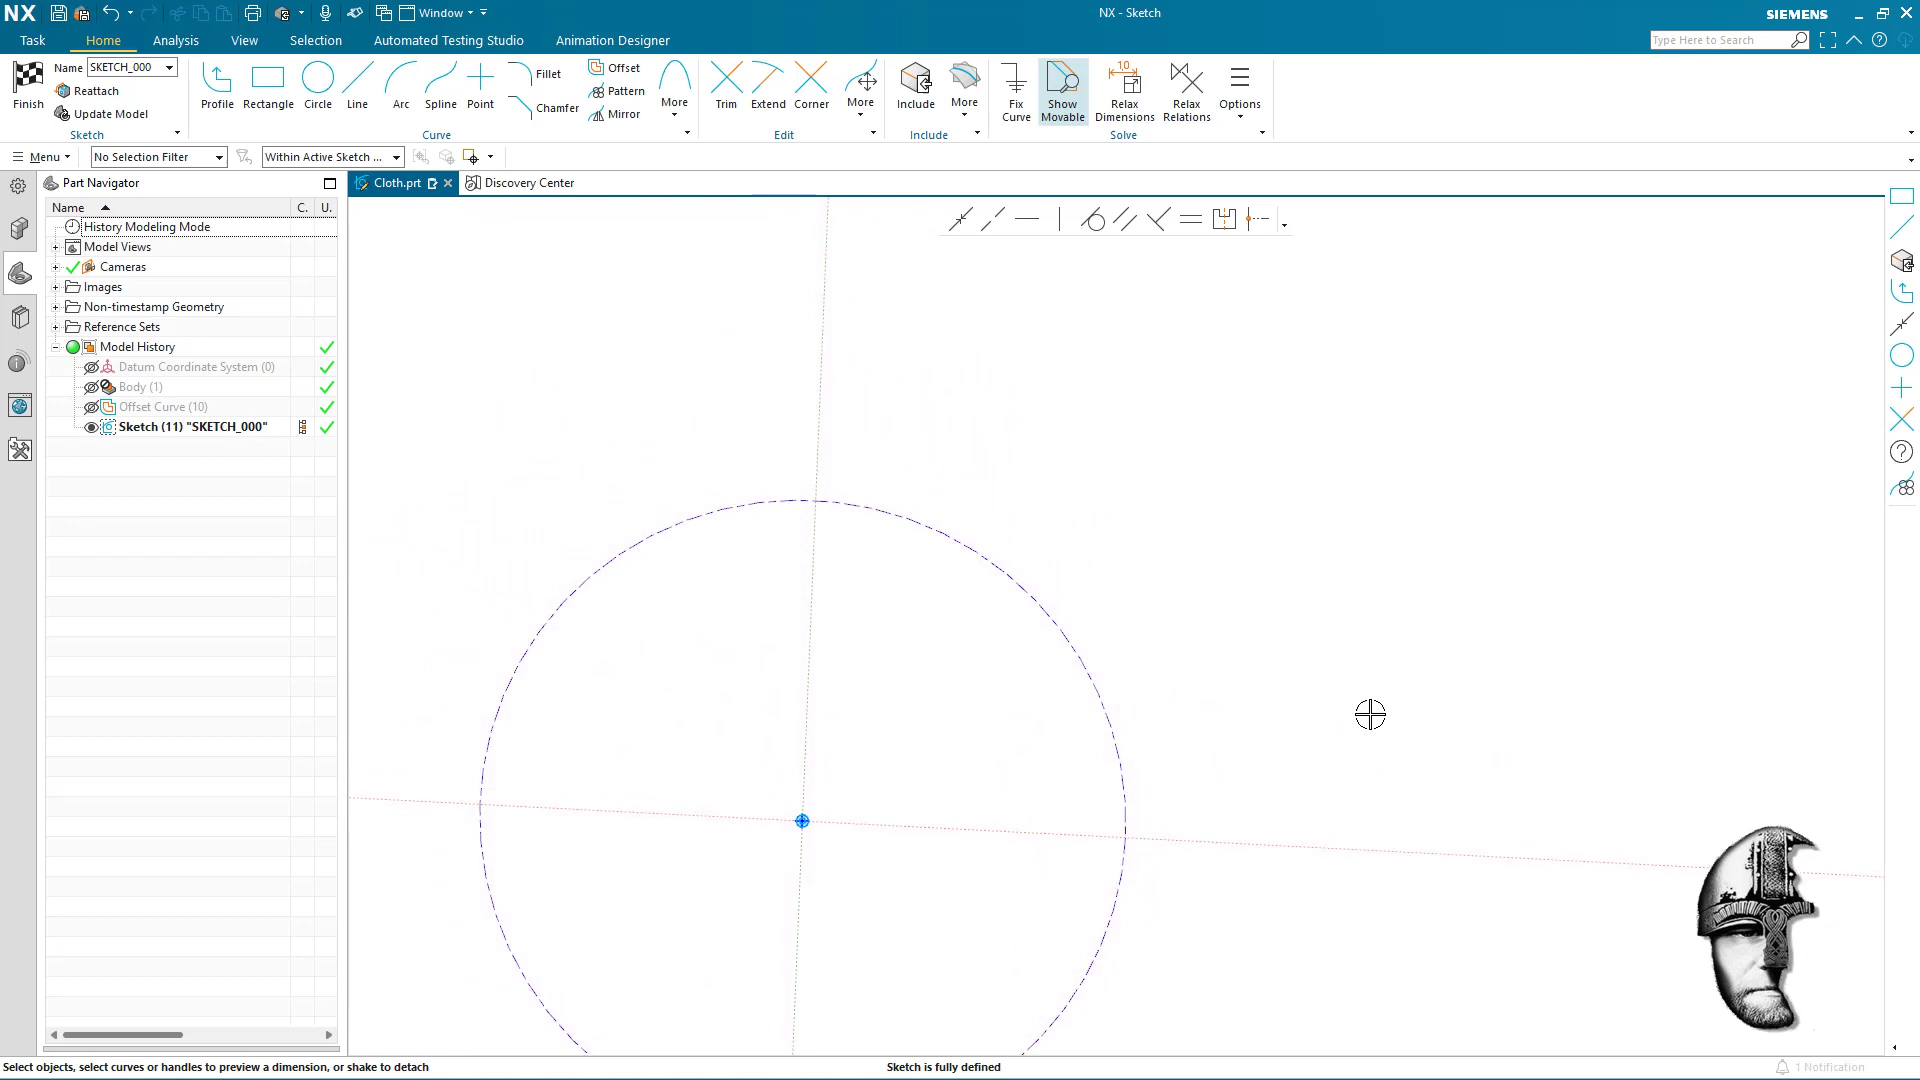 NX
Window
NX - Sketch
SIEMENS
Task
Home
Analysis
View
Selection
Automated Testing Studio
Animation Designer
Type Here to Search
Finish
Name
SKETCH_000
Reattach
Update Model
Profile
Rectangle
Circle
Line
Arc
Spline
Point
Fillet
Chamfer
Offset
Pattern
Mirror
More
Trim
Extend
Corner
More
Include
More
Fix
Curve
Show
Movable
1,0
Relax
Dimensions
Relax
Relations
Options
Sketch
Curve
Edit
Include
Solve
Menu
No Selection Filter
Within Active Sketch ...
Part Navigator
Cloth.prt
Discovery Center
Name
C.
U.
History Modeling Mode
Model Views
Cameras
Images
Non-timestamp Geometry
Reference Sets
Model History
Datum Coordinate System (0)
Body (1)
Offset Curve (10)
Sketch (11) "SKETCH_000"
Select objects, select curves or handles to preview a dimension, or shake to detach
Sketch is fully defined
1 Notification